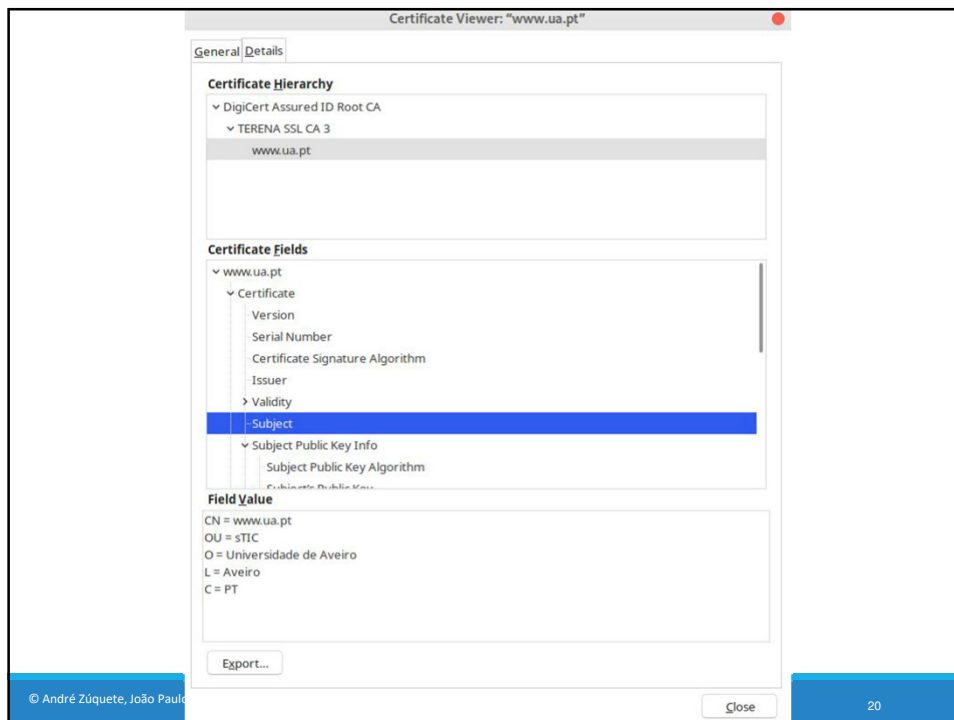 Certificate Viewer: “www.ua.pt”
General Details
Certificate Hierarchy
DigiCert Assured ID Root CA
TERENA SSL CA 3
www.ua.pt
Certificate Fields
www.ua.pt
Certificate
Version
Serial Number
Certificate Signature Algorithm
Issuer
Validity
Subject
Subject Public Key Info
Subject Public Key Algorithm
Subject's Public Key
Field Value
CN = www.ua.pt
OU = sTIC
O = Universidade de Aveiro
L = Aveiro
C = PT
Export...
© André Zúquete, João Paulo
Close
20